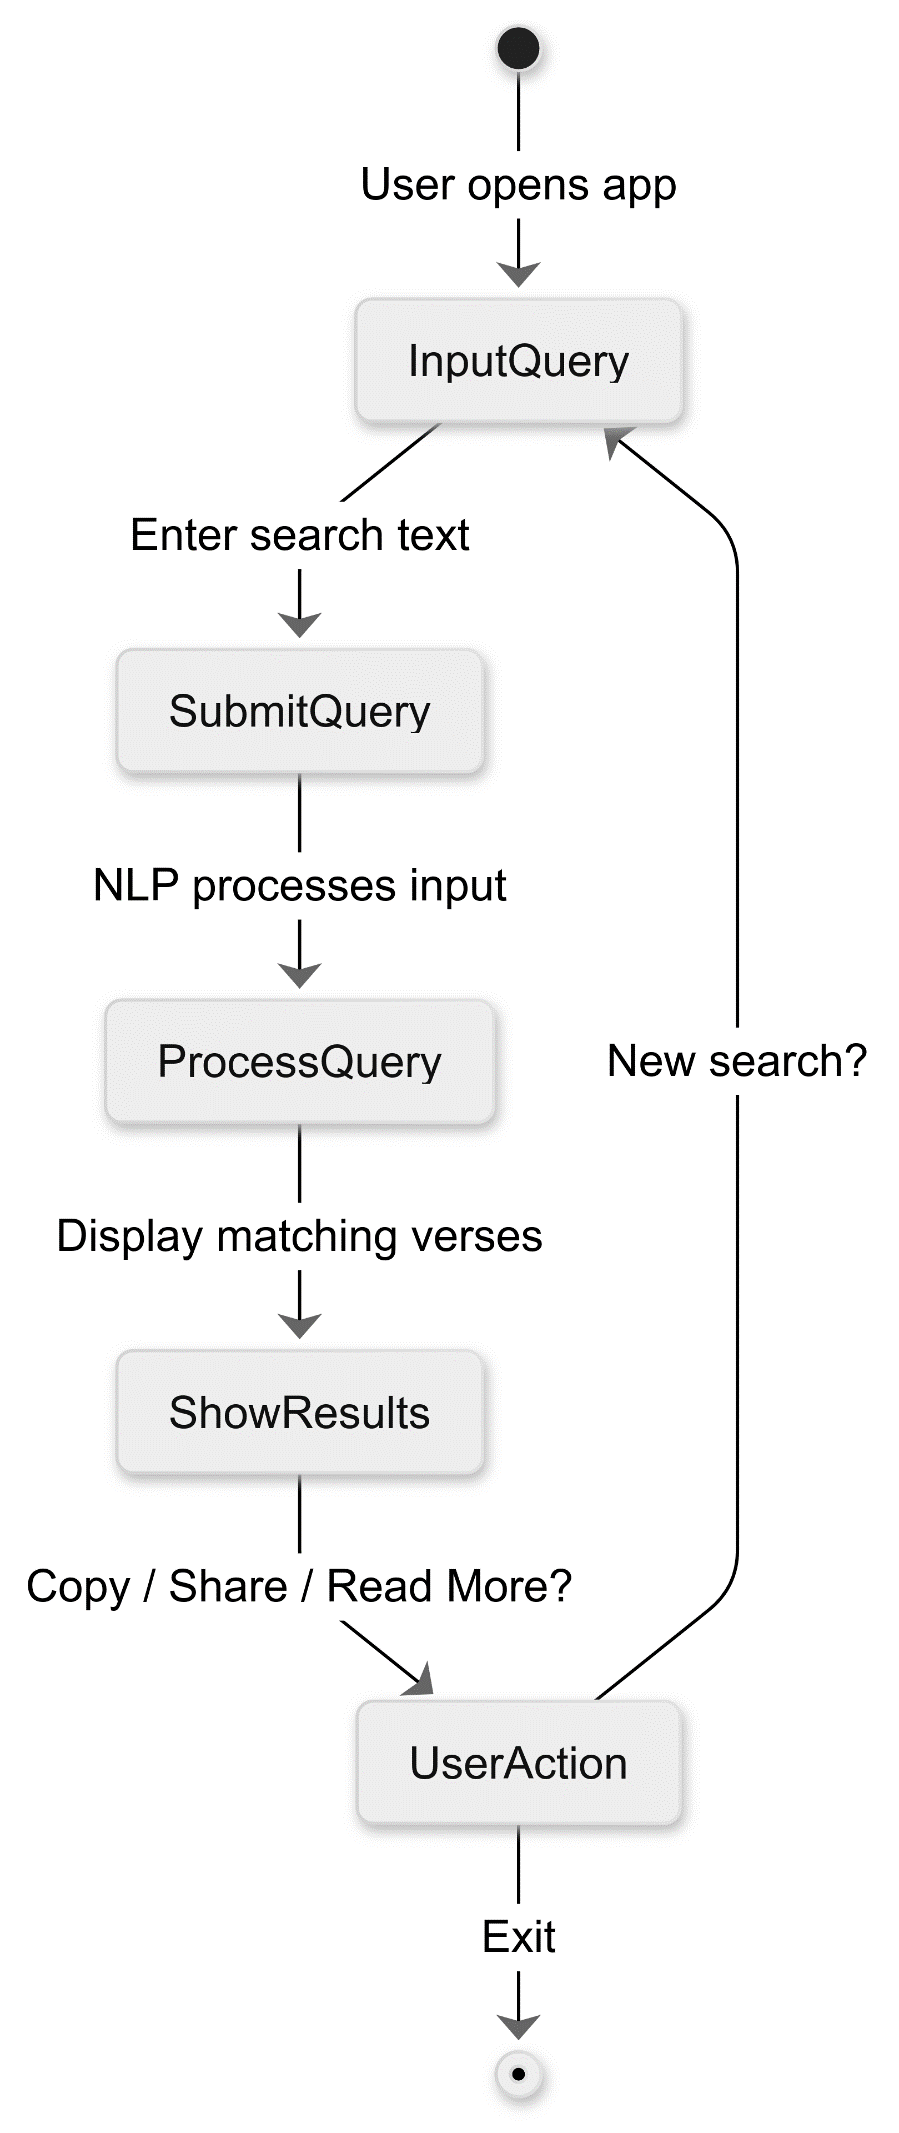 User opens app
InputQuery
Enter search text
SubmitQuery
NLP processes input
ProcessQuery
New search?
Display matching verses
ShowResults
Copy / Share / Read More?
UserAction
Exit